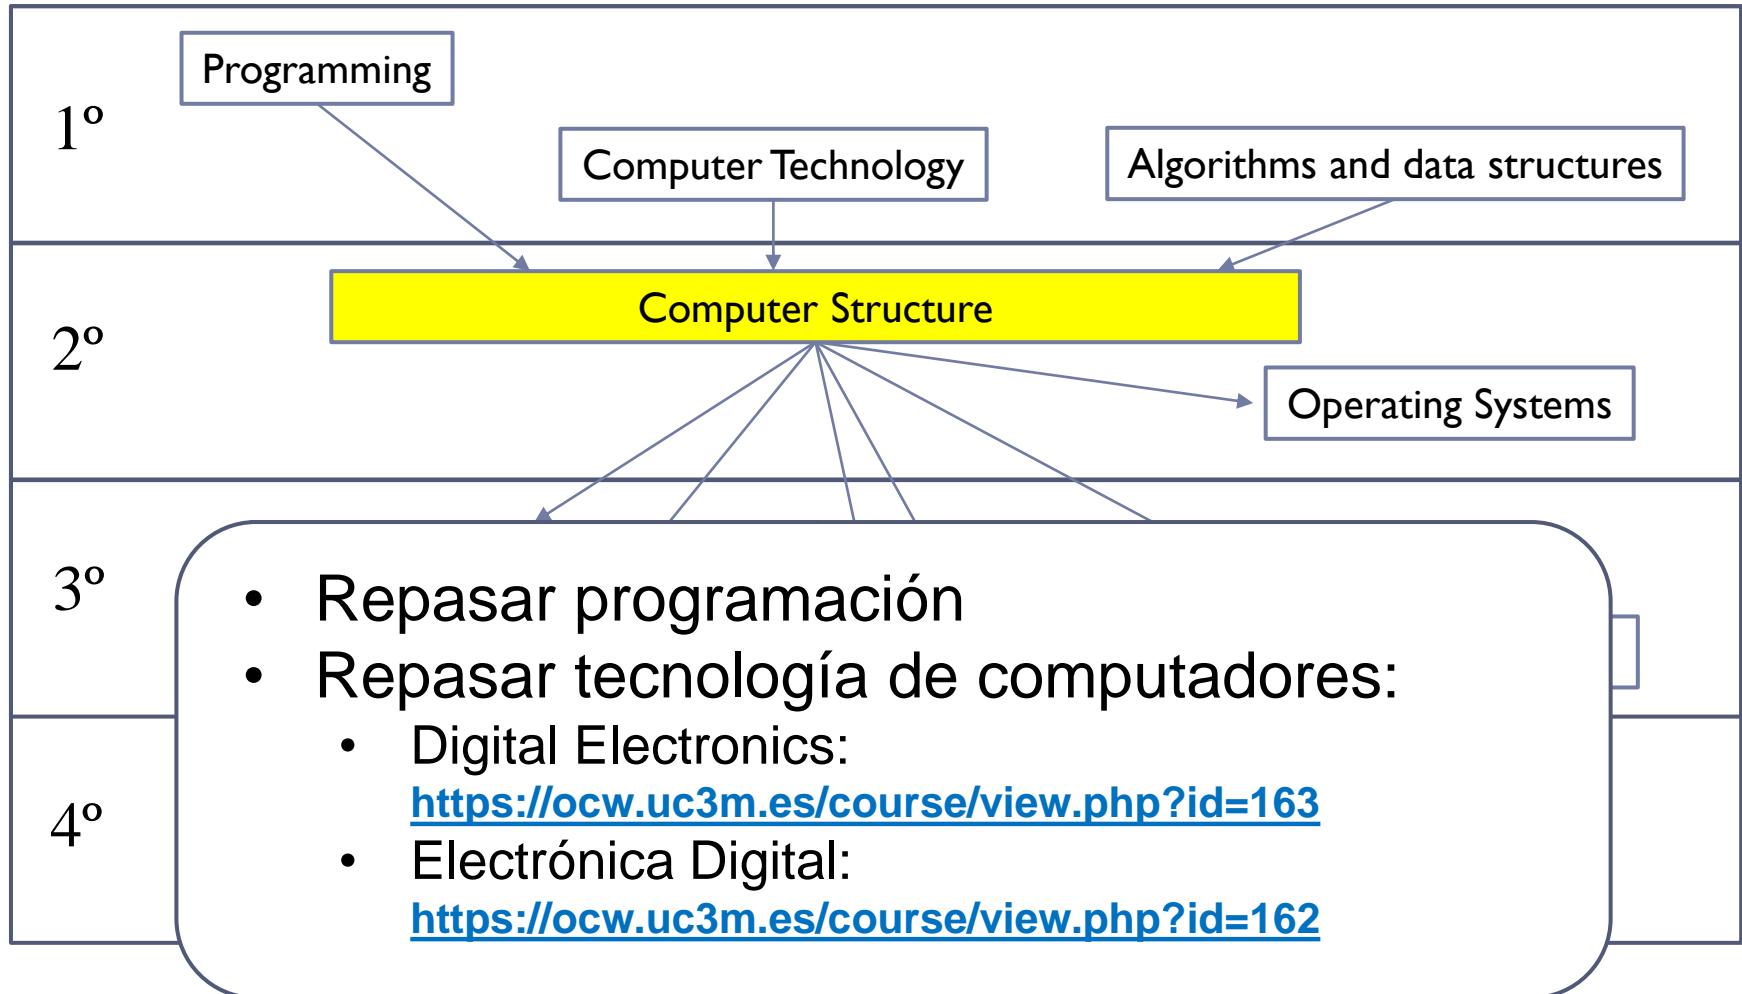 1º
Programming
Computer Technology
Algorithms and data structures
2º
Computer Structure
Operating Systems
3º
• Repasar programación
• Repasar tecnología de computadores:
• Digital Electronics:
https://ocw.uc3m.es/course/view.php?id=163
4º
• Electrónica Digital:
https://ocw.uc3m.es/course/view.php?id=162